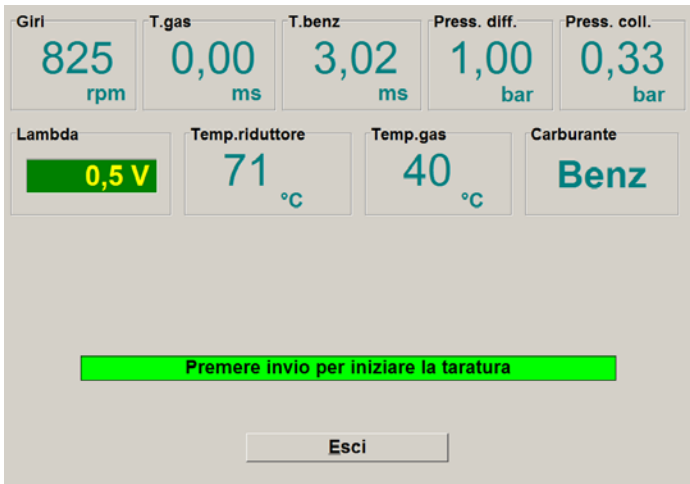 Giri T.gas T.benz Press. diff. Press. coll.
825 0,00 3,02 1,00 0,33
rpm ms ms bar bar
Lambda Temp.riduttore Temp.gas Carburante
0,5 V 71 °C 40 °C Benz
Premere invio per iniziare la taratura
Esci